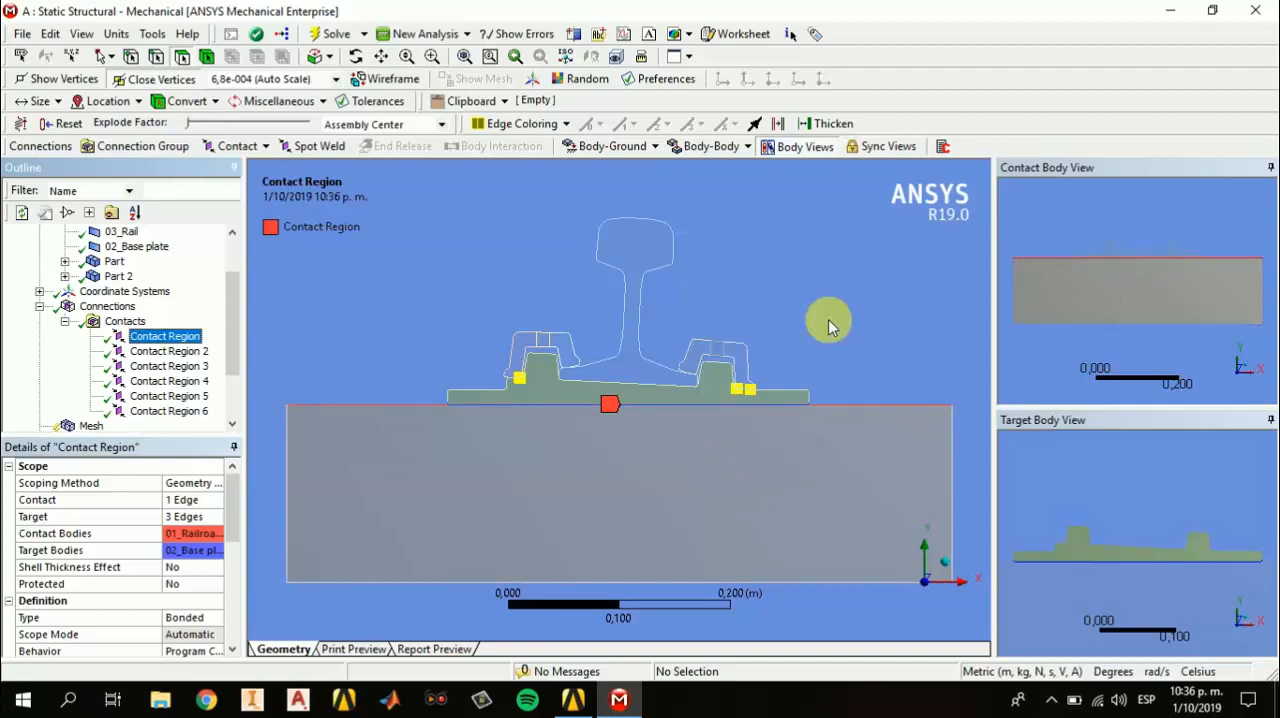 A : Static Structural - Mechanical [ANSYS Mechanical Enterprise]
File Edit View Units Tools Help Solve New Analysis ?/ Show Errors Worksheet
Show Vertices Close Vertices 6,8e-004 (Auto Scale) Wireframe Show Mesh Random Preferences
Size Location Convert Miscellaneous Tolerances Clipboard [ Empty ]
Reset Explode Factor: Assembly Center Edge Coloring Thicken
Connections Connection Group Contact Spot Weld End Release Body Interaction Body-Ground Body-Body Body Views Sync Views
Outline
Filter: Name
03_Rail
02_Base plate
Part
Part 2
Coordinate Systems
Connections
Contacts
Contact Region
Contact Region 2
Contact Region 3
Contact Region 4
Contact Region 5
Contact Region 6
Mesh
Details of "Contact Region"
Scope
Scoping Method Geometry ...
Contact 1 Edge
Target 3 Edges
Contact Bodies 01_Railroa...
Target Bodies 02_Base pl...
Shell Thickness Effect No
Protected No
Definition
Type Bonded
Scope Mode Automatic
Behavior Program C...
Contact Region
1/10/2019 10:36 p. m.
Contact Region
ANSYS
R19.0
Y
X
0,000 0,200 (m)
0,100
Geometry Print Preview Report Preview
Contact Body View
Y
X
0,000
0,200
Target Body View
Y
X
0,000
0,100
0 No Messages No Selection Metric (m, kg, N, s, V, A) Degrees rad/s Celsius
ESP
10:36 p. m.
1/10/2019